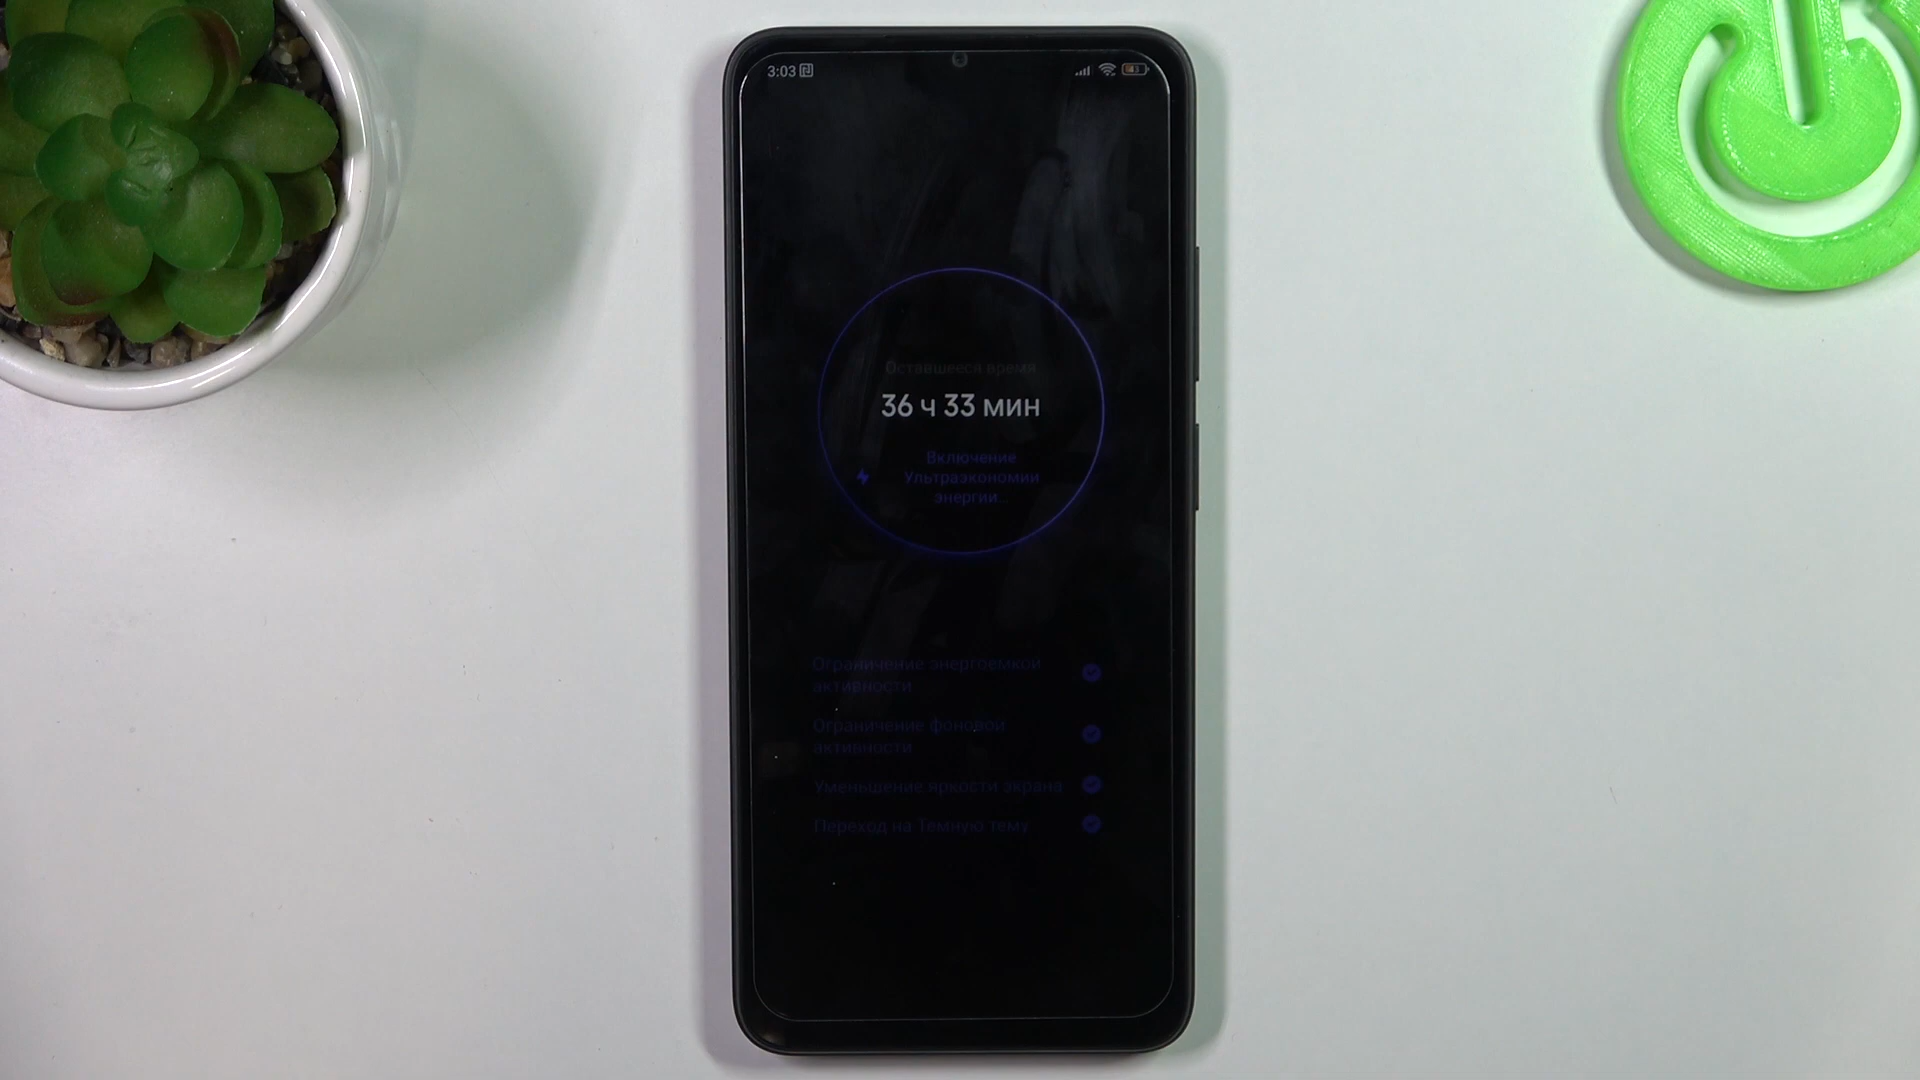 3:03
43
Оставшееся время
36 ч 33 мин
Включение
Ультраэкономии
энергии...
Ограничение энергоемкой
активности
Ограничение фоновой
активности
Уменьшение яркости экрана
Переход на Темную тему